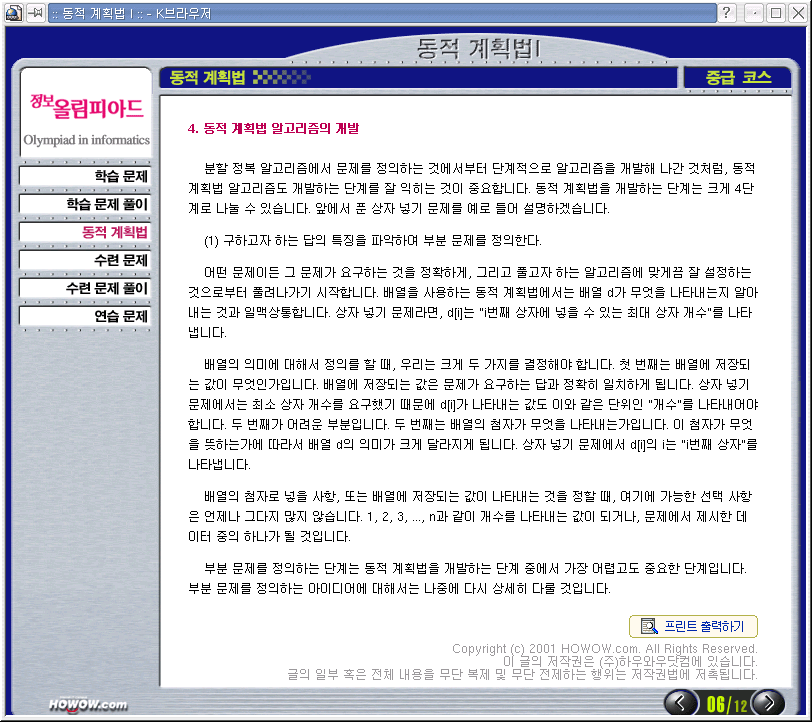 :: 동적 계획법 I :: - K브라우저
동적 계획법I
동적 계획법
중급 코스
정보올림피아드
Olympiad in informatics
학습 문제
학습 문제 풀이
동적 계획법
수련 문제
수련 문제 풀이
연습 문제
4. 동적 계획법 알고리즘의 개발
분할 정복 알고리즘에서 문제를 정의하는 것에서부터 단계적으로 알고리즘을 개발해 나간 것처럼, 동적
계획법 알고리즘도 개발하는 단계를 잘 익히는 것이 중요합니다. 동적 계획법을 개발하는 단계는 크게 4단
계로 나눌 수 있습니다. 앞에서 푼 상자 넣기 문제를 예로 들어 설명하겠습니다.
(1) 구하고자 하는 답의 특징을 파악하여 부분 문제를 정의한다.
어떤 문제이든 그 문제가 요구하는 것을 정확하게, 그리고 풀고자 하는 알고리즘에 맞게끔 잘 설정하는
것으로부터 풀려나가기 시작합니다. 배열을 사용하는 동적 계획법에서는 배열 d가 무엇을 나타내는지 알아
내는 것과 일맥상통합니다. 상자 넣기 문제라면, d[i]는 "i번째 상자에 넣을 수 있는 최대 상자 개수"를 나타
냅니다.
배열의 의미에 대해서 정의를 할 때, 우리는 크게 두 가지를 결정해야 합니다. 첫 번째는 배열에 저장되
는 값이 무엇인가입니다. 배열에 저장되는 값은 문제가 요구하는 답과 정확히 일치하게 됩니다. 상자 넣기
문제에서는 최소 상자 개수를 요구했기 때문에 d[i]가 나타내는 값도 이와 같은 단위인 "개수"를 나타내어야
합니다. 두 번째가 어려운 부분입니다. 두 번째는 배열의 첨자가 무엇을 나타내는가입니다. 이 첨자가 무엇
을 뜻하는가에 따라서 배열 d의 의미가 크게 달라지게 됩니다. 상자 넣기 문제에서 d[i]의 i는 "i번째 상자"를
나타냅니다.
배열의 첨자로 넣을 사항, 또는 배열에 저장되는 값이 나타내는 것을 정할 때, 여기에 가능한 선택 사항
은 언제나 그다지 많지 않습니다. 1, 2, 3, ..., n과 같이 개수를 나타내는 값이 되거나, 문제에서 제시한 데
이터 중의 하나가 될 것입니다.
부분 문제를 정의하는 단계는 동적 계획법을 개발하는 단계 중에서 가장 어렵고도 중요한 단계입니다.
부분 문제를 정의하는 아이디어에 대해서는 나중에 다시 상세히 다룰 것입니다.
프린트 출력하기
Copyright (c) 2001 HOWOW.com. All Rights Reserved.
이 글의 저작권은 (주)하우와우닷컴에 있습니다.
글의 일부 혹은 전체 내용을 무단 복제 및 무단 전제하는 행위는 저작권법에 저촉됩니다.
HOWOW.com
06/12